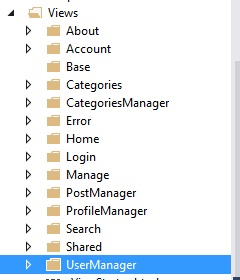 Views
About
Account
Base
Categories
CategoriesManager
Error
Home
Login
Manage
PostManager
ProfileManager
Search
Shared
UserManager